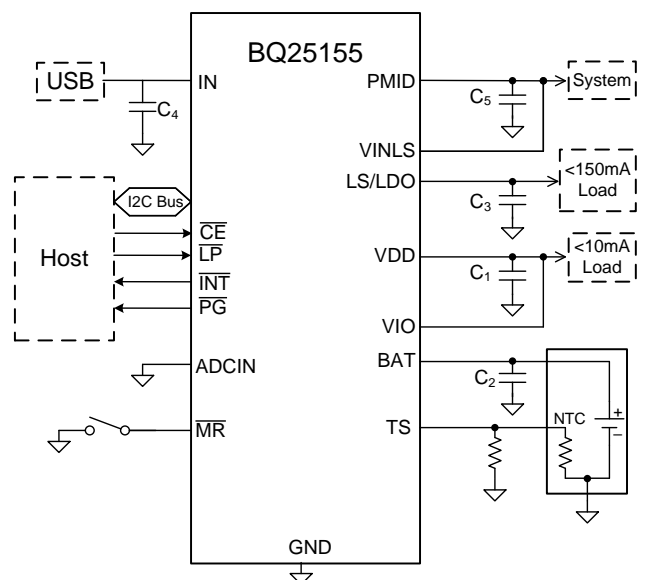 BQ25155
USB
IN
C4
PMID
C5
System
VINLS
LS/LDO
C3
<150mA
Load
I2C Bus
Host
CE
LP
INT
PG
VDD
C1
<10mA
Load
VIO
ADCIN
BAT
C2
MR
TS
NTC
+
–
GND